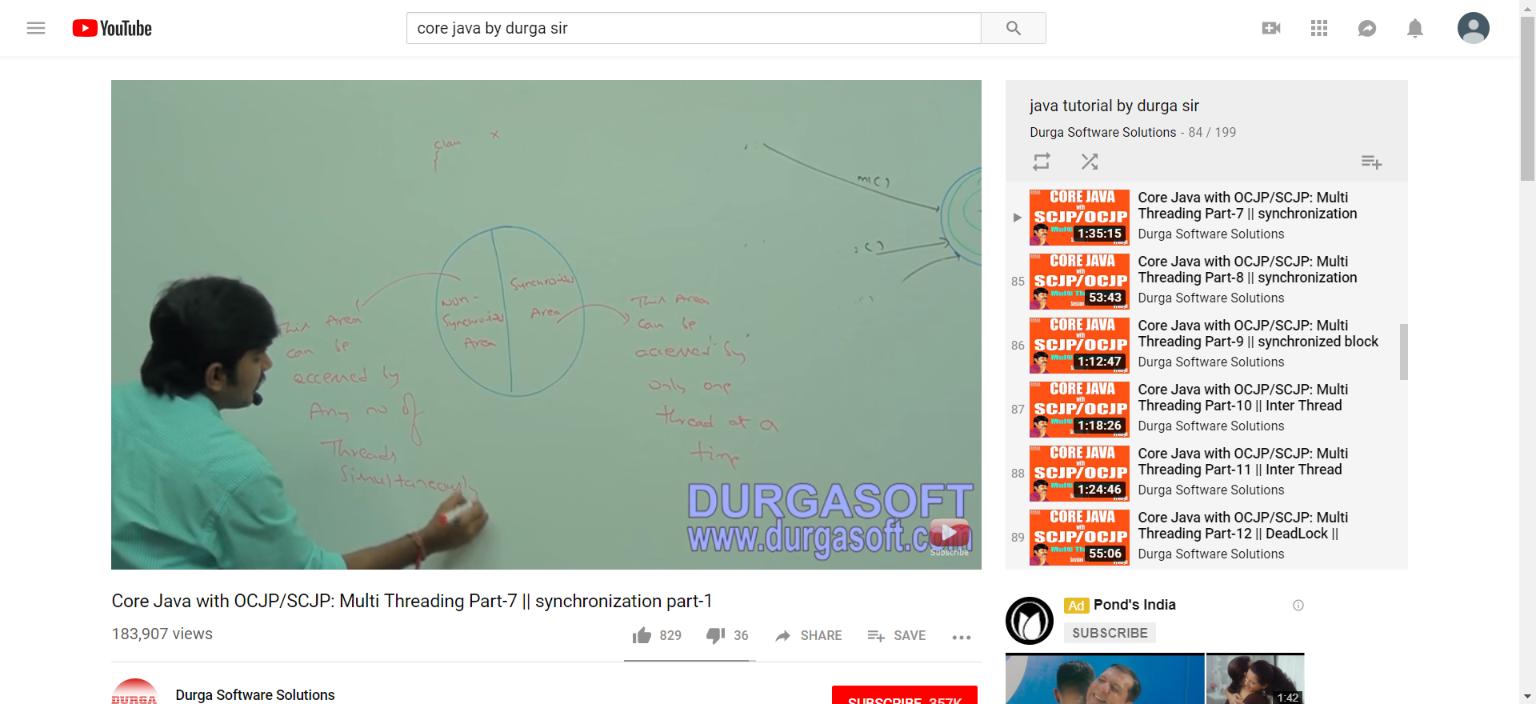 YouTube
core java by durga sir
class x
{
m()
Non-
Synchronized
Area
Synchronized
Area
This Area
can be
accessed by
Any no of
Threads
Simultaneously
This Area
can be
accessed by
only one
thread at a
time
DURGASOFT
www.durgasoft.com
Subscribe
Core Java with OCJP/SCJP: Multi Threading Part-7 || synchronization part-1
183,907 views
829
36
SHARE
SAVE
DURGA
Durga Software Solutions
SUBSCRIBE 357K
java tutorial by durga sir
Durga Software Solutions - 84 / 199
CORE JAVA
with
SCJP/OCJP
1:35:15
Core Java with OCJP/SCJP: Multi
Threading Part-7 || synchronization
Durga Software Solutions
85
CORE JAVA
with
SCJP/OCJP
53:43
Core Java with OCJP/SCJP: Multi
Threading Part-8 || synchronization
Durga Software Solutions
86
CORE JAVA
with
SCJP/OCJP
1:12:47
Core Java with OCJP/SCJP: Multi
Threading Part-9 || synchronized block
Durga Software Solutions
87
CORE JAVA
with
SCJP/OCJP
1:18:26
Core Java with OCJP/SCJP: Multi
Threading Part-10 || Inter Thread
Durga Software Solutions
88
CORE JAVA
with
SCJP/OCJP
1:24:46
Core Java with OCJP/SCJP: Multi
Threading Part-11 || Inter Thread
Durga Software Solutions
89
CORE JAVA
with
SCJP/OCJP
55:06
Core Java with OCJP/SCJP: Multi
Threading Part-12 || DeadLock ||
Durga Software Solutions
Ad Pond's India
SUBSCRIBE
1:42